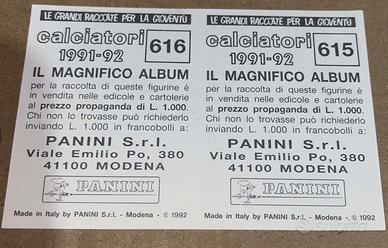 LE GRANDI RACCOLTE PER LA GIOVENTÙ
calciatori
1991-92
616
IL MAGNIFICO ALBUM
per la raccolta di queste figurine è
in vendita nelle edicole e cartolerie
al prezzo propaganda di L. 1.000.
Chi non lo trovasse può richiederlo
inviando L. 1.000 in francobolli a:
PANINI S.r.l.
Viale Emilio Po, 380
41100 MODENA
PANINI
Made in Italy by PANINI S.r.l. - Modena - © 1992
LE GRANDI RACCOLTE PER LA GIOVENTÙ
calciatori
1991-92
615
IL MAGNIFICO ALBUM
per la raccolta di queste figurine è
in vendita nelle edicole e cartolerie
al prezzo propaganda di L. 1.000.
Chi non lo trovasse può richiederlo
inviando L. 1.000 in francobolli a:
PANINI S.r.l.
Viale Emilio Po, 380
41100 MODENA
PANINI
Made in Italy by PANINI S.r.l. - Modena - © 1992
subito